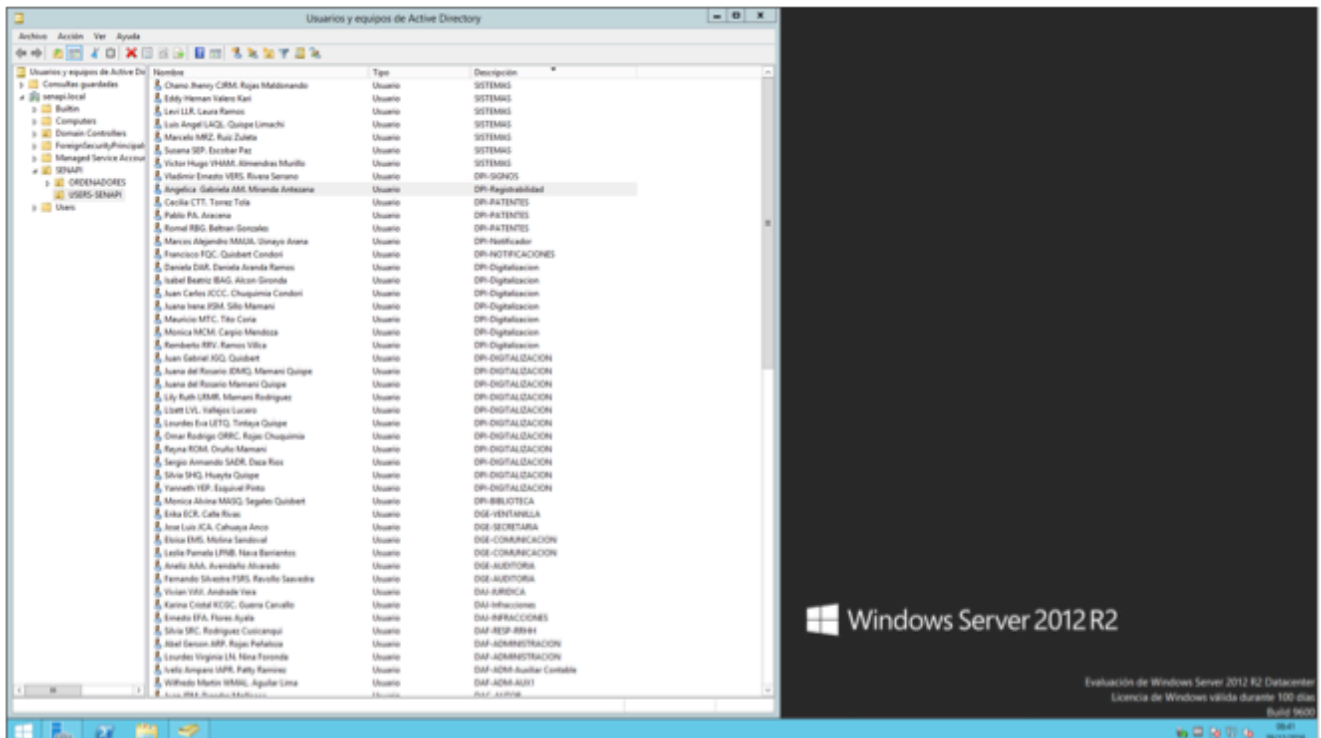 Usuarios y equipos de Active Directory
Archivo Acción Ver Ayuda
Usuarios y equipos de Active Di
Consultas guardadas
senapi.local
Builtin
Computers
Domain Controllers
ForeignSecurityPrincipals
Managed Service Accour
SENAPI
ORDENADORES
USERS-SENAPI
Users
Nombre Tipo Descripción
Chano Jhenny CJRM. Rojas Maldonando Usuario SISTEMAS
Eddy Hernan Valero Kari Usuario SISTEMAS
Levi LLR. Laura Ramos Usuario SISTEMAS
Luis Angel LAQL. Quispe Limachi Usuario SISTEMAS
Marcelo MRZ. Ruiz Zuleta Usuario SISTEMAS
Susana SEP. Escobar Paz Usuario SISTEMAS
Victor Hugo VHAM. Almendras Murillo Usuario SISTEMAS
Vladimir Ernesto VERS. Rivera Serrano Usuario DPI-SIGNOS
Angelica Gabriela AM. Miranda Antezana Usuario DPI-Registrabilidad
Cecilia CTT. Torrez Tola Usuario DPI-PATENTES
Pablo PA. Aracena Usuario DPI-PATENTES
Romel RBG. Beltran Gonzales Usuario DPI-PATENTES
Marcos Alejandro MAUA. Usnayo Arana Usuario DPI-Notificador
Francisco FQC. Quisbert Condori Usuario DPI-NOTIFICACIONES
Daniela DAR. Daniela Aranda Ramos Usuario DPI-Digitalizacion
Isabel Beatriz IBAG. Alcon Gironda Usuario DPI-Digitalizacion
Juan Carlos JCCC. Chuquimia Condori Usuario DPI-Digitalizacion
Juana Irene JISM. Sillo Mamani Usuario DPI-Digitalizacion
Mauricio MTC. Tito Coria Usuario DPI-Digitalizacion
Monica MCM. Carpio Mendoza Usuario DPI-Digitalizacion
Remberto RRV. Ramos Villca Usuario DPI-Digitalizacion
Juan Gabriel JGQ. Quisbert Usuario DPI-DIGITALIZACION
Juana del Rosario JDMQ. Mamani Quispe Usuario DPI-DIGITALIZACION
Juana del Rosario Mamani Quispe Usuario DPI-DIGITALIZACION
Lily Ruth LRMR. Mamani Rodriguez Usuario DPI-DIGITALIZACION
Lisett LVL. Vallejos Lucero Usuario DPI-DIGITALIZACION
Lourdes Eva LETQ. Tintaya Quispe Usuario DPI-DIGITALIZACION
Omar Rodrigo ORRC. Rojas Chuquimia Usuario DPI-DIGITALIZACION
Reyna ROM. Oruño Mamani Usuario DPI-DIGITALIZACION
Sergio Armando SADR. Daza Rios Usuario DPI-DIGITALIZACION
Silvia SHQ. Huayta Quispe Usuario DPI-DIGITALIZACION
Yanneth YEP. Esquivel Pinto Usuario DPI-DIGITALIZACION
Monica Alvina MASQ. Segales Quisbert Usuario DPI-BIBLIOTECA
Erika ECR. Calle Rivas Usuario DGE-VENTANILLA
Jose Luis JCA. Cahuaya Anco Usuario DGE-SECRETARIA
Eloisa EMS. Molina Sandoval Usuario DGE-COMUNICACION
Leslie Pamela LPNB. Nava Barrientos Usuario DGE-COMUNICACION
Aneliz AAA. Avendaño Alvarado Usuario DGE-AUDITORIA
Fernando Silvestre FSRS. Revollo Saavedra Usuario DGE-AUDITORIA
Vivian VAV. Andrade Vera Usuario DAJ-JURIDICA
Karina Cristal KCGC. Guerra Carvallo Usuario DAJ-Infracciones
Ernesto EFA. Flores Ayala Usuario DAJ-INFRACCIONES
Silvia SRC. Rodriguez Cusicanqui Usuario DAF-RESP-RRHH
Abel Gerson ARP. Rojas Peñaloza Usuario DAF-ADMINISTRACION
Lourdes Virginia LN. Nina Foronda Usuario DAF-ADMINISTRACION
Iveliz Amparo IAPR. Patty Ramirez Usuario DAF-ADM-Auxiliar Contable
Wilfredo Martin WMAL. Aguilar Lima Usuario DAF-ADM-AUX1
Windows Server 2012 R2
Evaluación de Windows Server 2012 R2 Datacenter
Licencia de Windows válida durante 100 días
Build 9600
08:41